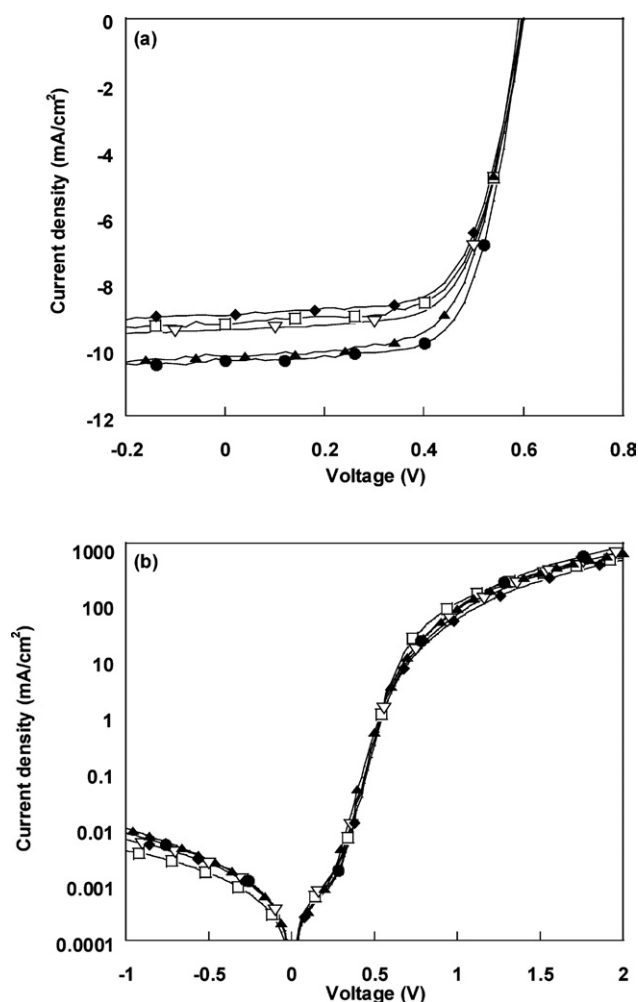 (a)
0
-2
-4
-6
-8
-10
-12
Current density (mA/cm²)
-0.2 0 0.2 0.4 0.6 0.8
Voltage (V)
(b)
1000
100
10
1
0.1
0.01
0.001
0.0001
Current density (mA/cm²)
-1 -0.5 0 0.5 1 1.5 2
Voltage (V)